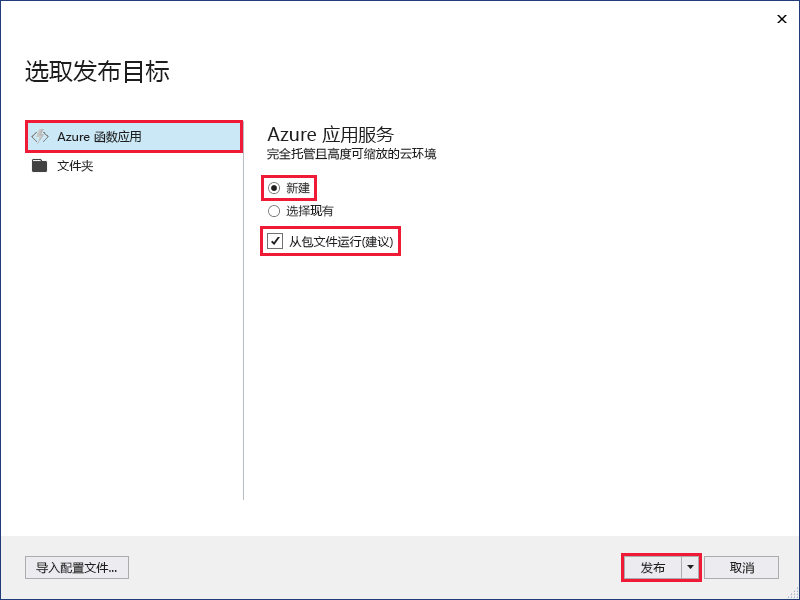 选取发布目标
Azure 函数应用
文件夹
Azure 应用服务
完全托管且高度可缩放的云环境
新建
选择现有
从包文件运行(建议)
导入配置文件...
发布
取消